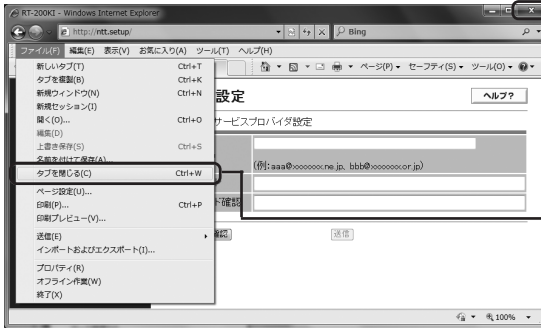 RT-200KI - Windows Internet Explorer
http://ntt.setup/
Bing
ファイル(F) 編集(E) 表示(V) お気に入り(A) ツール(T) ヘルプ(H)
ページ(P) セーフティ(S) ツール(O)
新しいタブ(T) Ctrl+T
タブを複製(B) Ctrl+K
新規ウィンドウ(N) Ctrl+N
新規セッション(I)
開く(O)... Ctrl+O
編集(D)
上書き保存(S) Ctrl+S
名前を付けて保存(A)...
タブを閉じる(C) Ctrl+W
ページ設定(U)...
印刷(P)... Ctrl+P
印刷プレビュー(V)...
送信(E)
インポートおよびエクスポート(I)...
プロパティ(R)
オフライン作業(W)
終了(X)
設定
ヘルプ?
サービスプロバイダ設定
(例:aaa@xxxxxxx.ne.jp、bbb@xxxxxxx.or.jp)
ド確認
確認 送信
100%